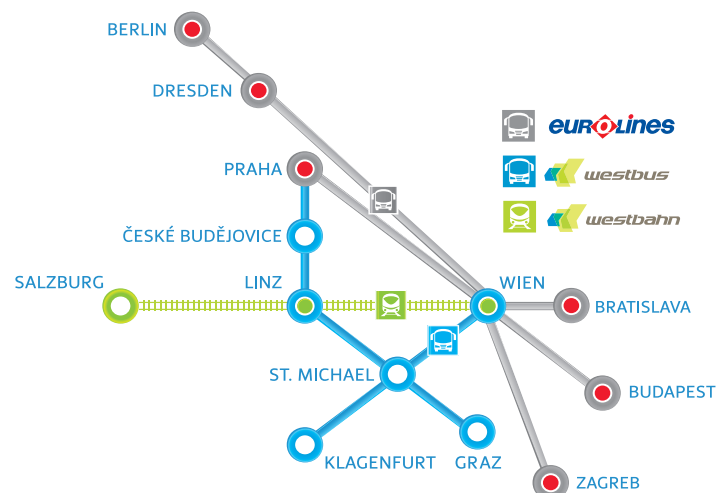 BERLIN
DRESDEN
eurolines
PRAHA
westbus
ČESKÉ BUDĚJOVICE
westbahn
SALZBURG
LINZ
WIEN
BRATISLAVA
ST. MICHAEL
BUDAPEST
KLAGENFURT
GRAZ
ZAGREB